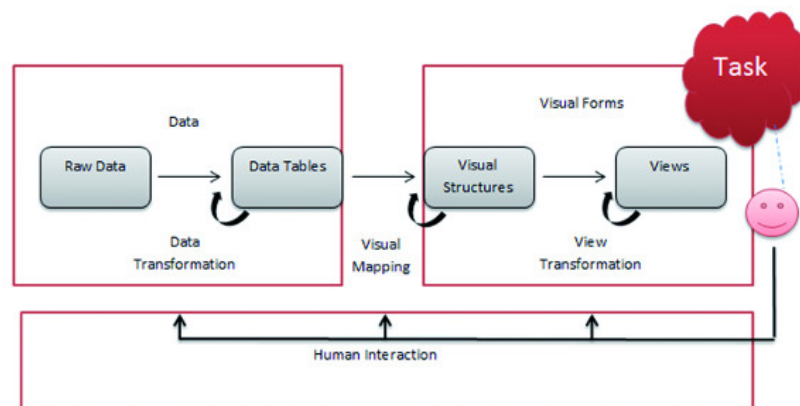 Task
Data
Visual Forms
Raw Data
Data Tables
Visual
Structures
Views
Data
Transformation
Visual
Mapping
View
Transformation
Human Interaction